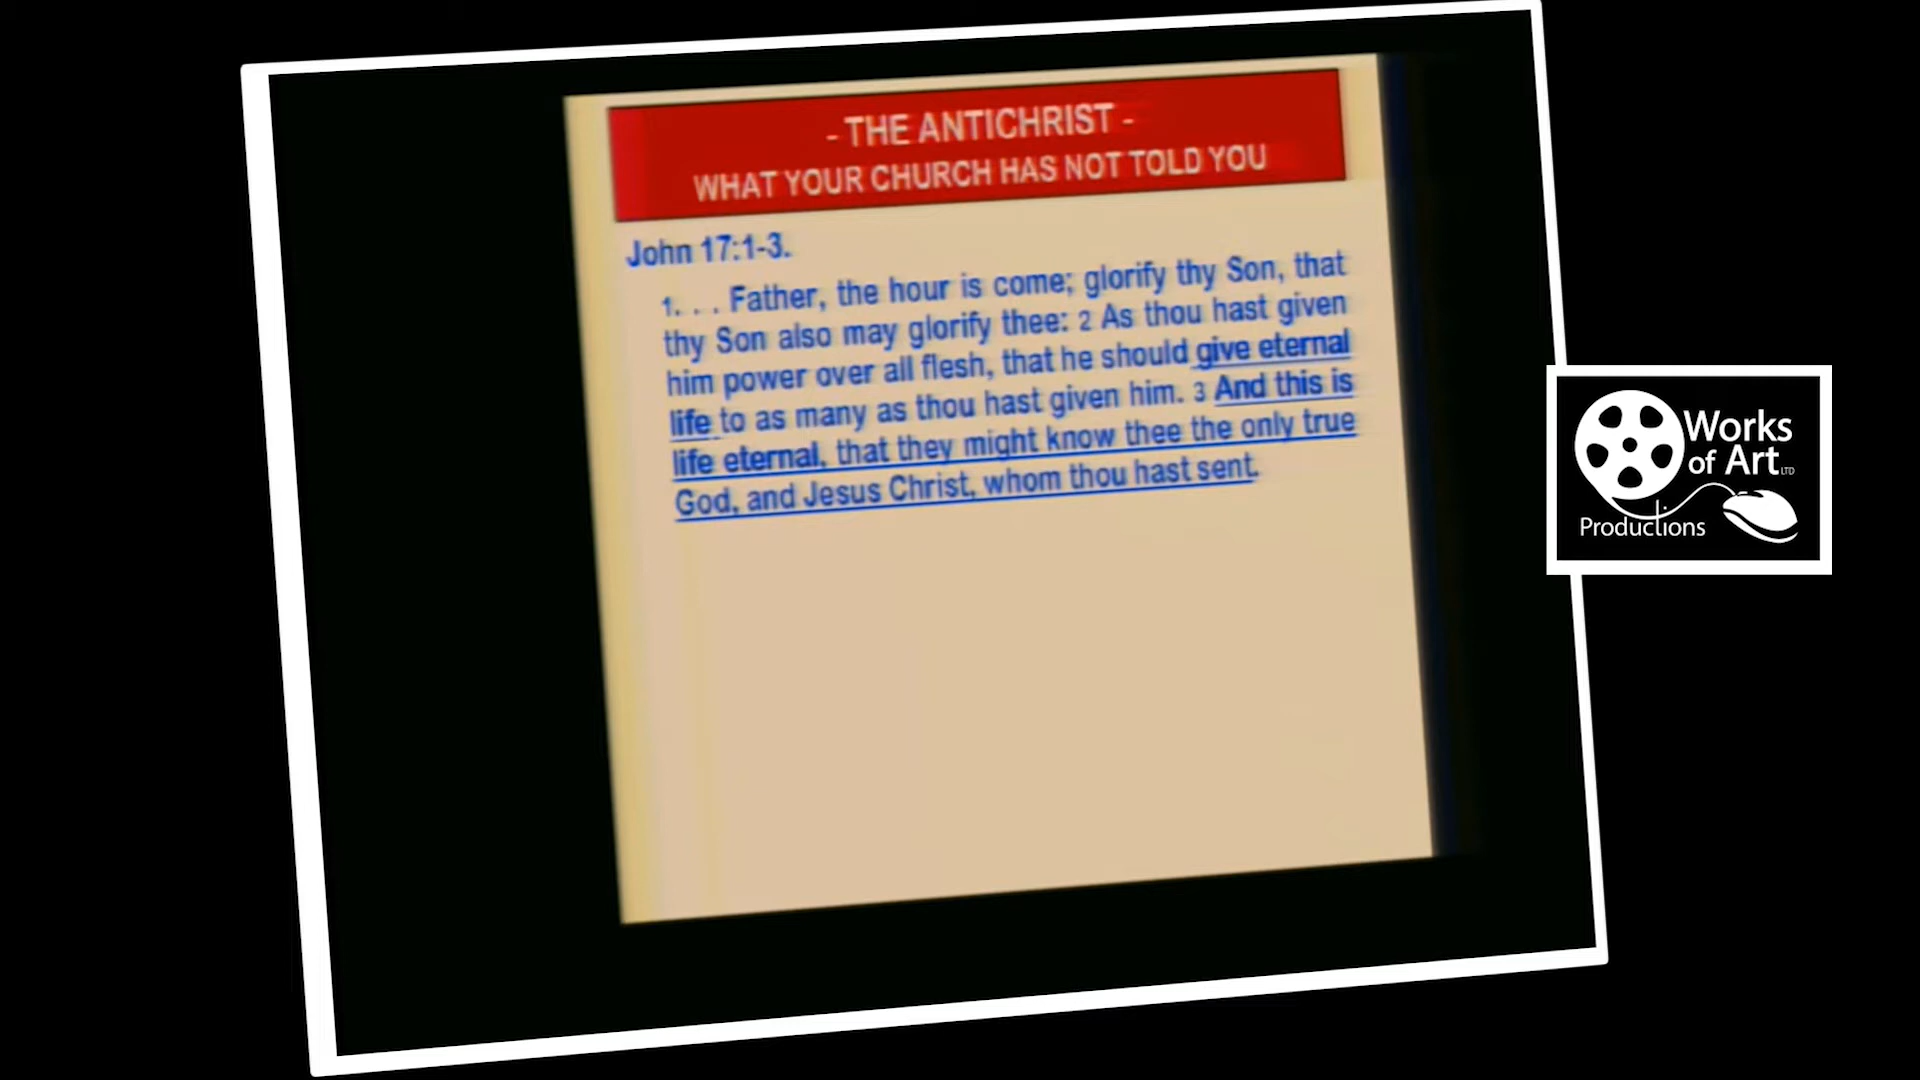 - THE ANTICHRIST -
WHAT YOUR CHURCH HAS NOT TOLD YOU
John 17:1-3.
1. . . Father, the hour is come; glorify thy Son, that
thy Son also may glorify thee: 2 As thou hast given
him power over all flesh, that he should give eternal
life to as many as thou hast given him. 3 And this is
life eternal, that they might know thee the only true
God, and Jesus Christ, whom thou hast sent.
Works
of Art LTD
Productions